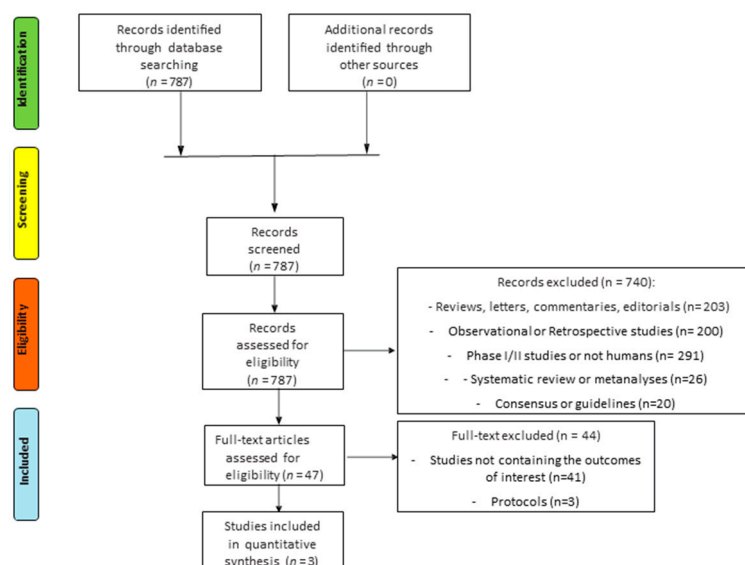 Identification
Records identified
through database
searching
(n = 787)
Additional records
identified through
other sources
(n = 0)
Screening
Records
screened
(n = 787)
Eligibility
Records
assessed for
eligibility
(n = 787)
Records excluded (n = 740):
- Reviews, letters, commentaries, editorials (n=203)
- Observational or Retrospective studies (n = 200)
- Phase I/II studies or not humans (n= 291)
- - Systematic review or metanalyses (n=26)
- Consensus or guidelines (n=20)
Included
Full-text articles
assessed for
eligibility (n = 47)
Full-text excluded (n = 44)
- Studies not containing the outcomes
of interest (n=41)
- Protocols (n=3)
Studies included
in quantitative
synthesis (n = 3)